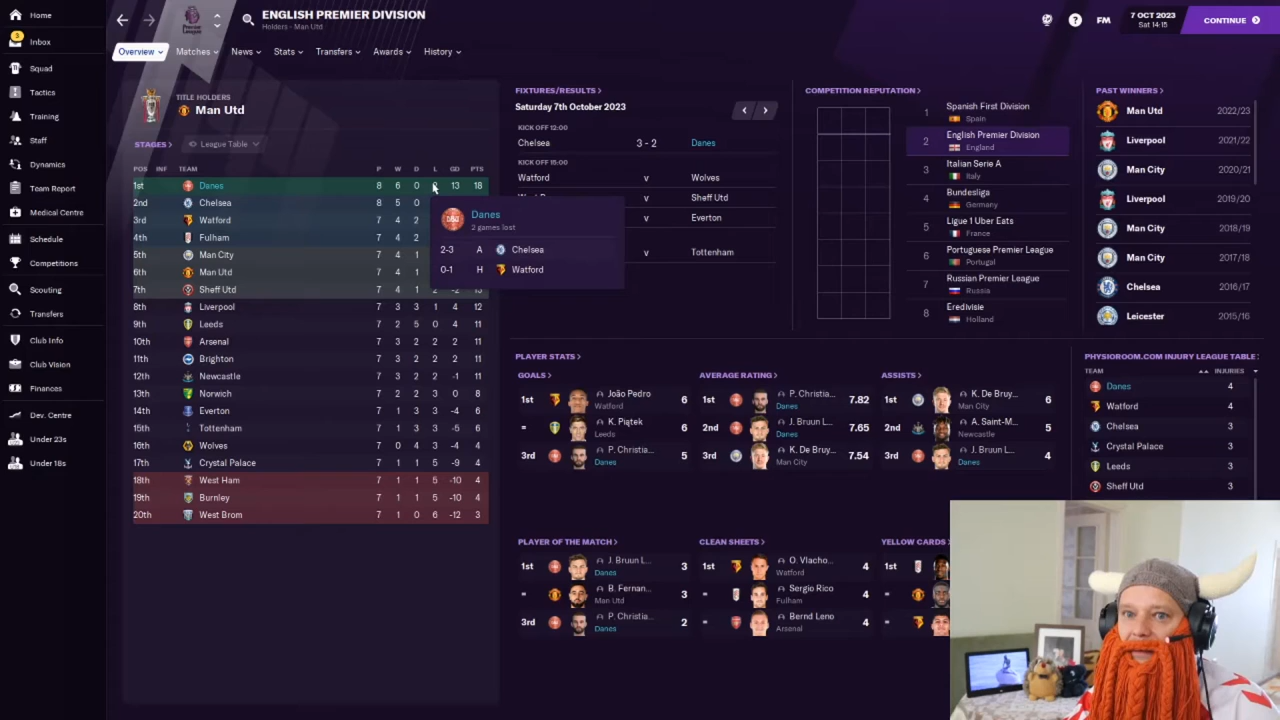 Home
3
Inbox
Squad
Tactics
Training
Staff
Dynamics
Team Report
Medical Centre
Schedule
Competitions
Scouting
Transfers
Club Info
Club Vision
Finances
Dev. Centre
Under 23s
Under 18s
ENGLISH PREMIER DIVISION
Holders - Man Utd
? FM 7 OCT 2023
Sat 14:15
CONTINUE
Overview Matches News Stats Transfers Awards History
TITLE HOLDERS
Man Utd
STAGES League Table
POS INF TEAM P W D L GD PTS
1st Danes 8 6 0 13 18
2nd Chelsea 8 5 0
3rd Watford 7 4 2
4th Fulham 7 4 2
5th Man City 7 4 1
6th Man Utd 7 4
7th Sheff Utd 7 4
8th Liverpool 7 3 3 1 4 12
9th Leeds 7 2 5 0 4 11
10th Arsenal 7 3 2 2 2 11
11th Brighton 7 3 2 2 2 11
12th Newcastle 7 3 2 2 -1 11
13th Norwich 7 2 2 3 0 8
14th Everton 7 1 3 3 -4 6
15th Tottenham 7 1 3 3 -5 6
16th Wolves 7 0 4 3 -4 4
17th Crystal Palace 7 1 1 5 -9 4
18th West Ham 7 1 1 5 -10 4
19th Burnley 7 1 1 5 -10 4
20th West Brom 7 1 0 6 -12 3
Danes
2 games lost
2-3 A Chelsea
0-1 H Watford
FIXTURES/RESULTS
Saturday 7th October 2023
KICK OFF 12:00
Chelsea 3 - 2 Danes
KICK OFF 15:00
Watford v Wolves
v Sheff Utd
v Everton
v Tottenham
COMPETITION REPUTATION
1 Spanish First Division
Spain
2 English Premier Division
England
3 Italian Serie A
Italy
4 Bundesliga
Germany
5 Ligue 1 Uber Eats
France
6 Portuguese Premier League
Portugal
7 Russian Premier League
Russia
8 Eredivisie
Holland
PAST WINNERS
Man Utd 2022/23
Liverpool 2021/22
Man City 2020/21
Liverpool 2019/20
Man City 2018/19
Man City 2017/18
Chelsea 2016/17
Leicester 2015/16
PLAYER STATS
GOALS
1st João Pedro 6
Watford
= K. Piątek 6
Leeds
3rd P. Christia... 5
Danes
AVERAGE RATING
1st P. Christia... 7.82
Danes
2nd J. Bruun L... 7.65
Danes
3rd K. De Bruy... 7.54
Man City
ASSISTS
1st K. De Bruy... 6
Man City
2nd A. Saint-M... 5
Newcastle
3rd J. Bruun L... 4
Danes
PLAYER OF THE MATCH
1st J. Bruun L... 3
Danes
= B. Fernan... 3
Man Utd
3rd P. Christia... 2
Danes
CLEAN SHEETS
1st O. Vlacho... 4
Watford
= Sergio Rico 4
Fulham
= Bernd Leno 4
Arsenal
YELLOW CARDS
1st
=
=
PHYSIOROOM.COM INJURY LEAGUE TABLE
TEAM INJURIES
Danes 4
Watford 4
Chelsea 3
Crystal Palace 3
Leeds 3
Sheff Utd 3